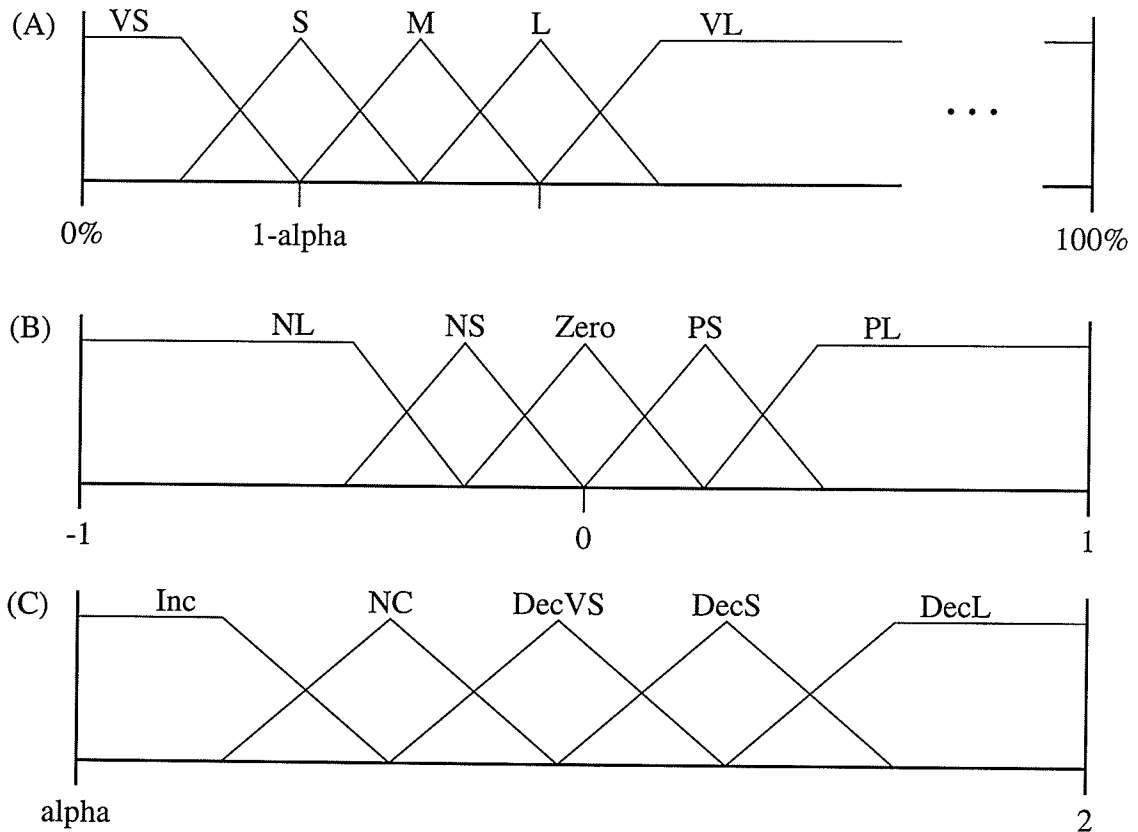 (A) VS S M L VL
. . .
0% 1-alpha 100%
(B) NL NS Zero PS PL
-1 0 1
(C) Inc NC DecVS DecS DecL
alpha 2